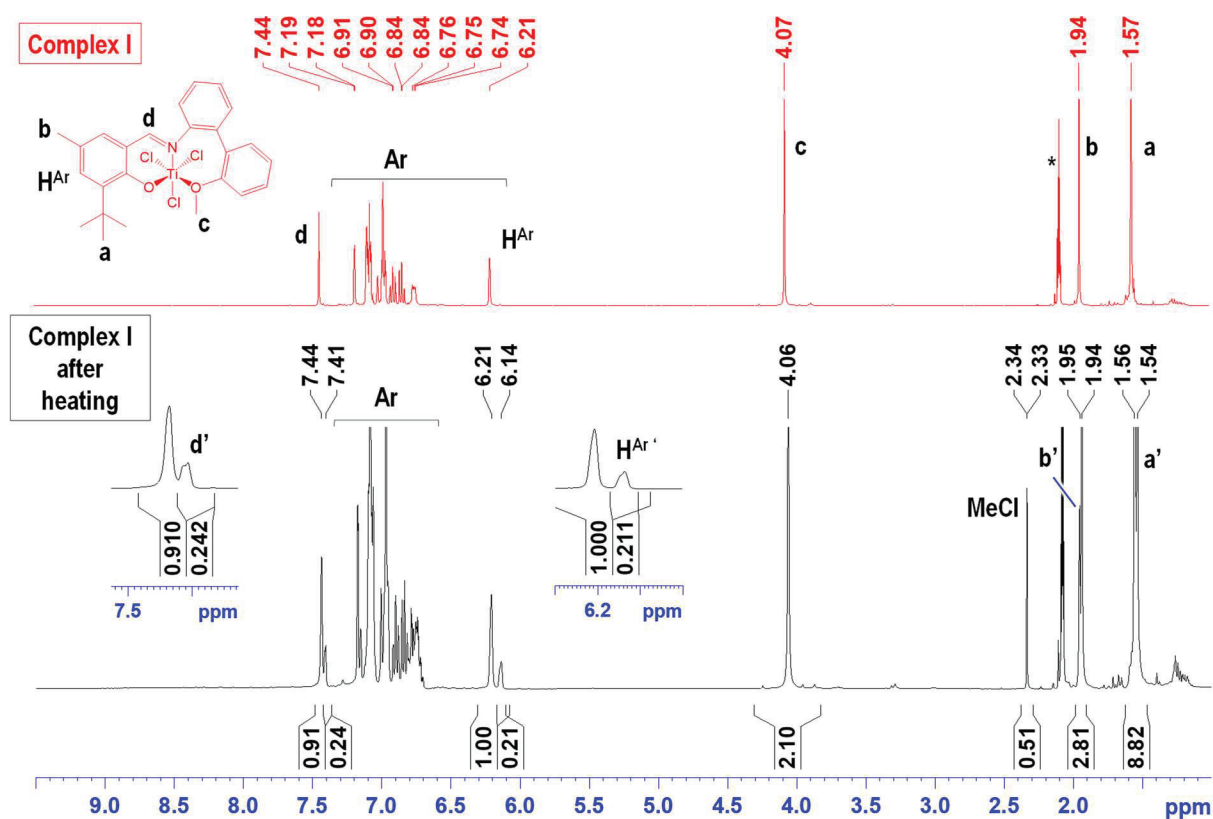 Complex I
7.44
7.19
7.18
6.91
6.90
6.84
6.84
6.76
6.75
6.74
6.21
4.07
1.94
1.57
b
d
N
Cl
Cl
Ti
Cl
O
O
H^Ar
c
a
Ar
d
H^Ar
c
*
b
a
Complex I
after
heating
7.44
7.41
6.21
6.14
4.06
2.34
2.33
1.95
1.94
1.56
1.54
Ar
d'
H^Ar '
b'
a'
MeCl
0.910
0.242
1.000
0.211
7.5 ppm
6.2 ppm
0.91
0.24
1.00
0.21
2.10
0.51
2.81
8.82
9.0 8.5 8.0 7.5 7.0 6.5 6.0 5.5 5.0 4.5 4.0 3.5 3.0 2.5 2.0 ppm